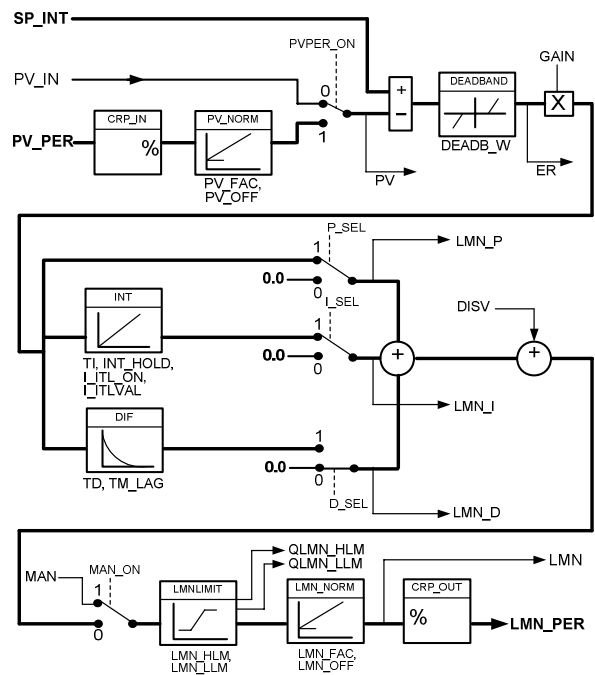 SP_INT
PVPER_ON
GAIN
PV_IN
0
DEADBAND
+
−
X
CRP_IN
%
PV_NORM
PV_PER
1
DEADB_W
PV_FAC,
PV_OFF
PV
ER
P_SEL
1
LMN_P
0.0
0
INT
I_SEL
DISV
1
0.0
0
+
+
TI, INT_HOLD,
I_ITL_ON,
I_ITLVAL
LMN_I
DIF
1
0.0
0
TD, TM_LAG
D_SEL
LMN_D
QLMN_HLM
QLMN_LLM
LMN
MAN
MAN_ON
1
0
LMNLIMIT
LMN_NORM
CRP_OUT
%
LMN_PER
LMN_HLM,
LMN_LLM
LMN_FAC,
LMN_OFF